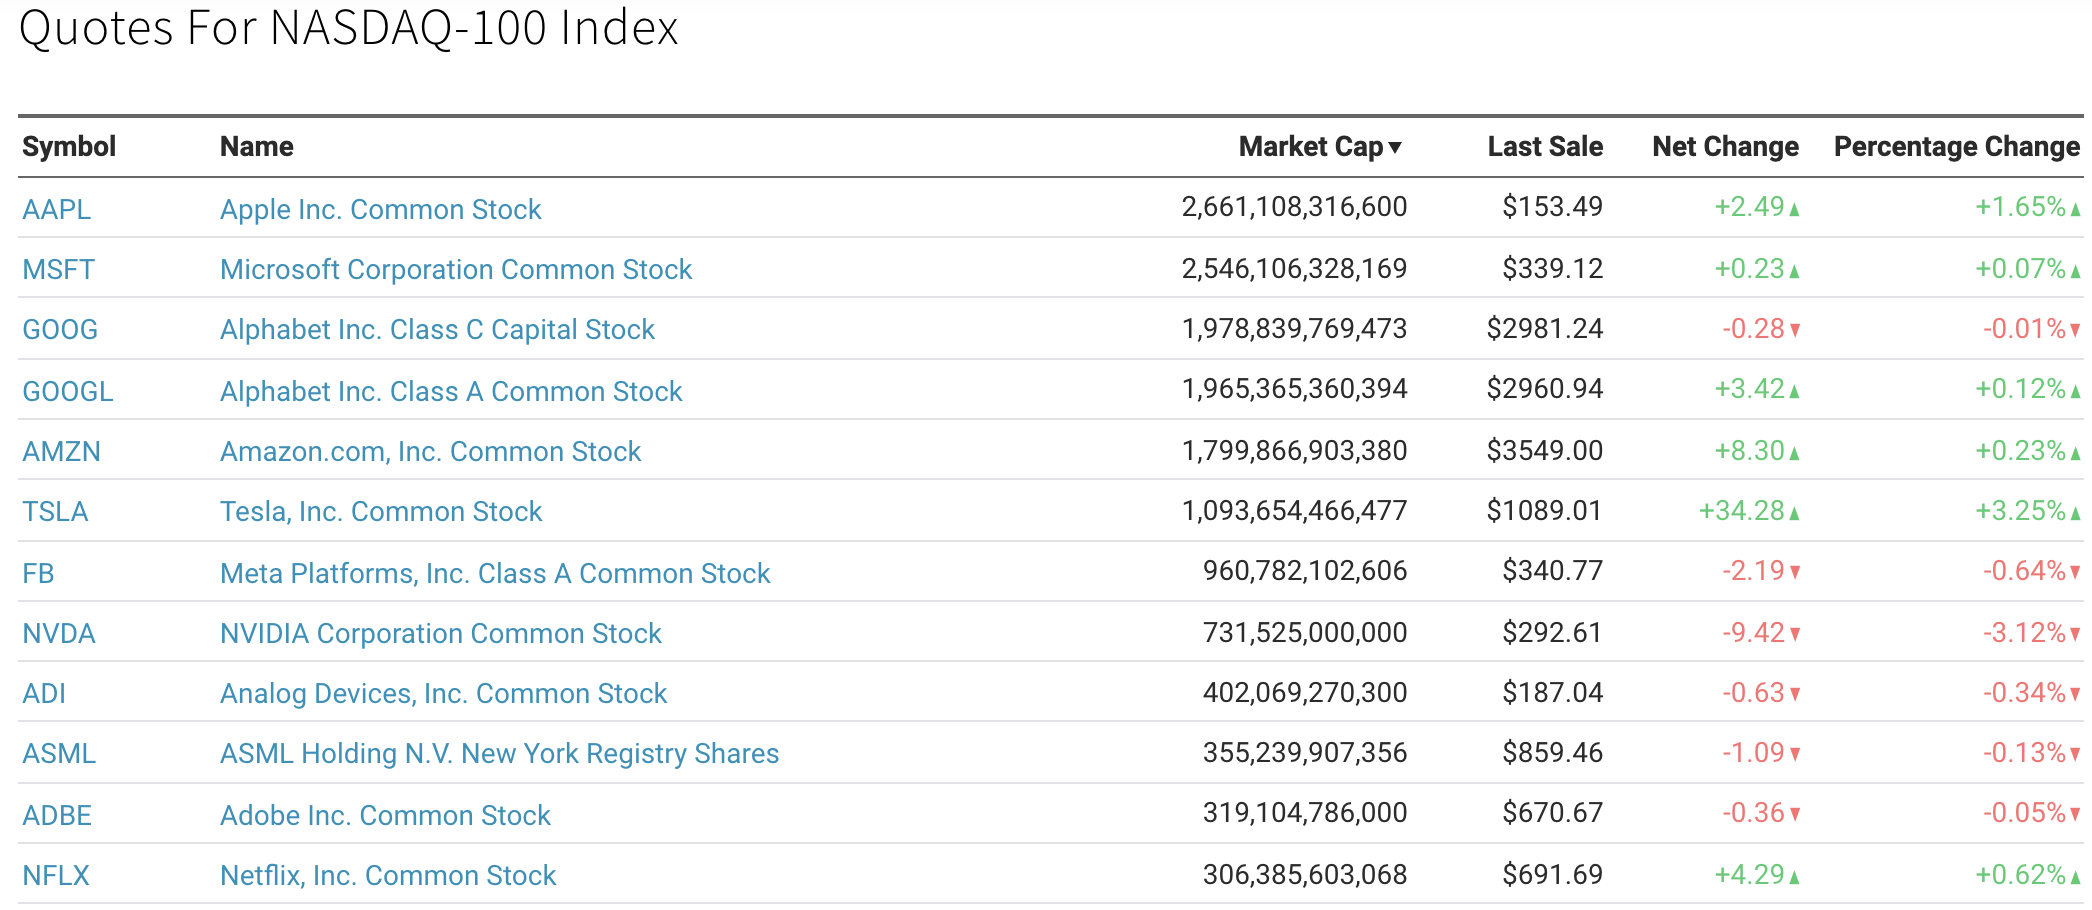 Quotes For NASDAQ-100 Index
Symbol Name Market Cap▼ Last Sale Net Change Percentage Change
AAPL Apple Inc. Common Stock 2,661,108,316,600 $153.49 +2.49▲ +1.65%▲
MSFT Microsoft Corporation Common Stock 2,546,106,328,169 $339.12 +0.23▲ +0.07%▲
GOOG Alphabet Inc. Class C Capital Stock 1,978,839,769,473 $2981.24 -0.28▼ -0.01%▼
GOOGL Alphabet Inc. Class A Common Stock 1,965,365,360,394 $2960.94 +3.42▲ +0.12%▲
AMZN Amazon.com, Inc. Common Stock 1,799,866,903,380 $3549.00 +8.30▲ +0.23%▲
TSLA Tesla, Inc. Common Stock 1,093,654,466,477 $1089.01 +34.28▲ +3.25%▲
FB Meta Platforms, Inc. Class A Common Stock 960,782,102,606 $340.77 -2.19▼ -0.64%▼
NVDA NVIDIA Corporation Common Stock 731,525,000,000 $292.61 -9.42▼ -3.12%▼
ADI Analog Devices, Inc. Common Stock 402,069,270,300 $187.04 -0.63▼ -0.34%▼
ASML ASML Holding N.V. New York Registry Shares 355,239,907,356 $859.46 -1.09▼ -0.13%▼
ADBE Adobe Inc. Common Stock 319,104,786,000 $670.67 -0.36▼ -0.05%▼
NFLX Netflix, Inc. Common Stock 306,385,603,068 $691.69 +4.29▲ +0.62%▲